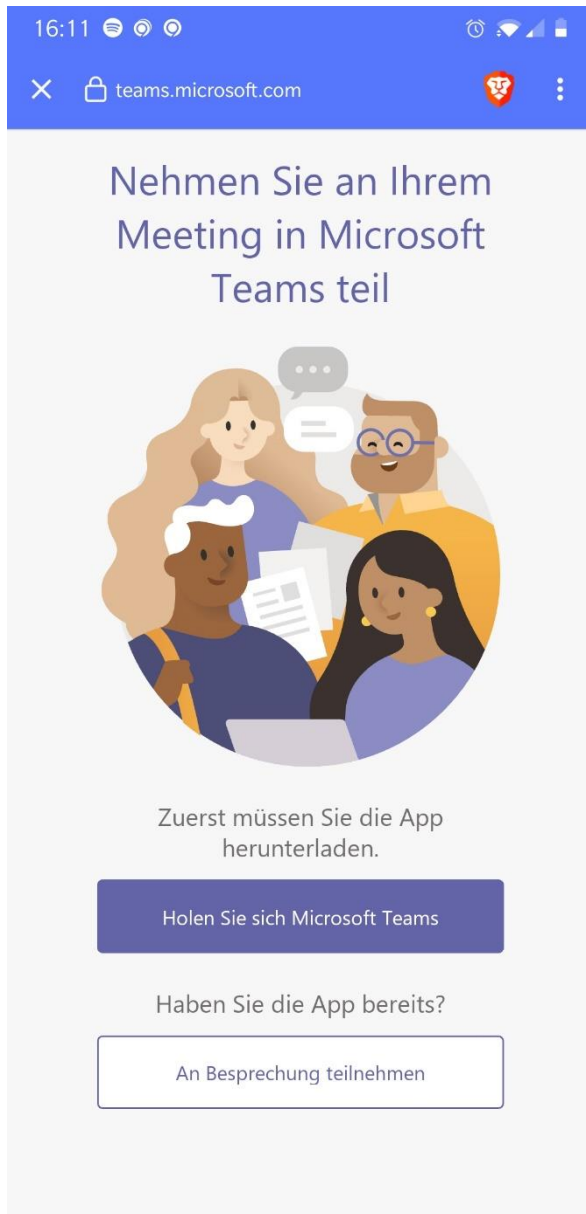 16:11
teams.microsoft.com
Nehmen Sie an Ihrem
Meeting in Microsoft
Teams teil
Zuerst müssen Sie die App
herunterladen.
Holen Sie sich Microsoft Teams
Haben Sie die App bereits?
An Besprechung teilnehmen